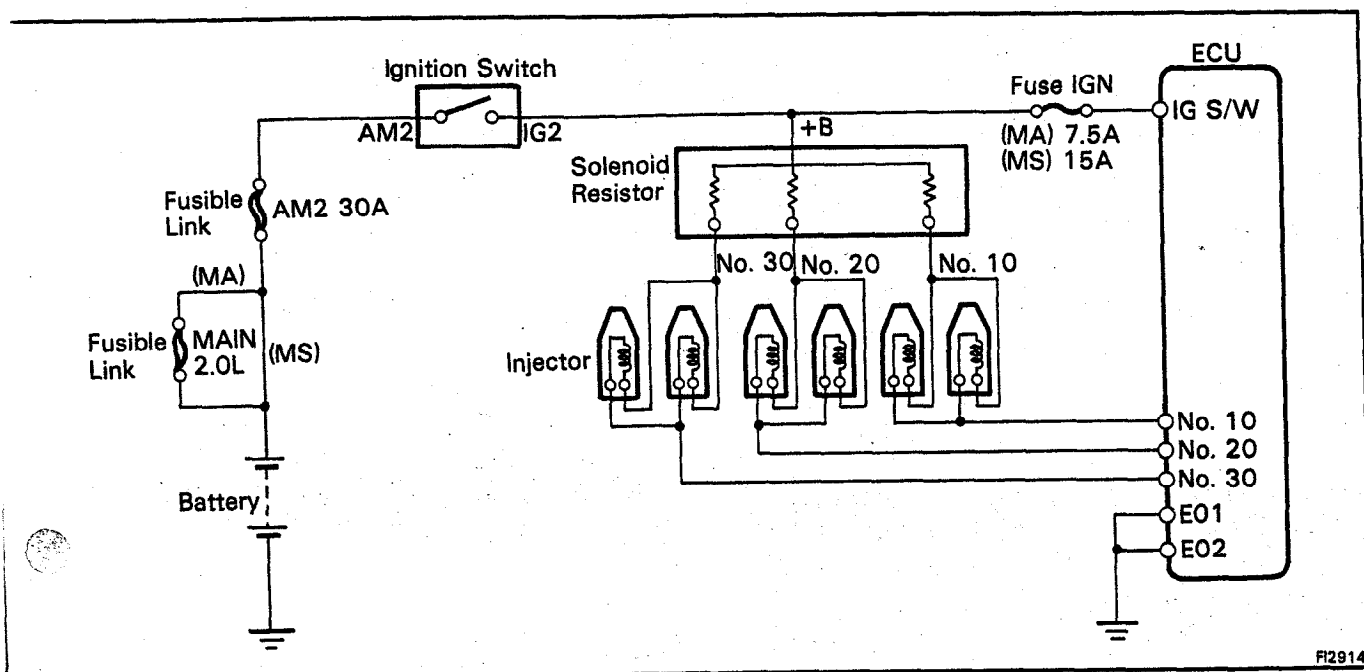 ECU
Ignition Switch
Fuse IGN
IG S/W
AM2
IG2
+B
(MA) 7.5A
(MS) 15A
Solenoid
Resistor
Fusible
Link
AM2 30A
No. 30
No. 20
No. 10
(MA)
Fusible
Link
MAIN
2.0L
(MS)
Injector
No. 10
No. 20
No. 30
Battery
E01
E02
FI2914